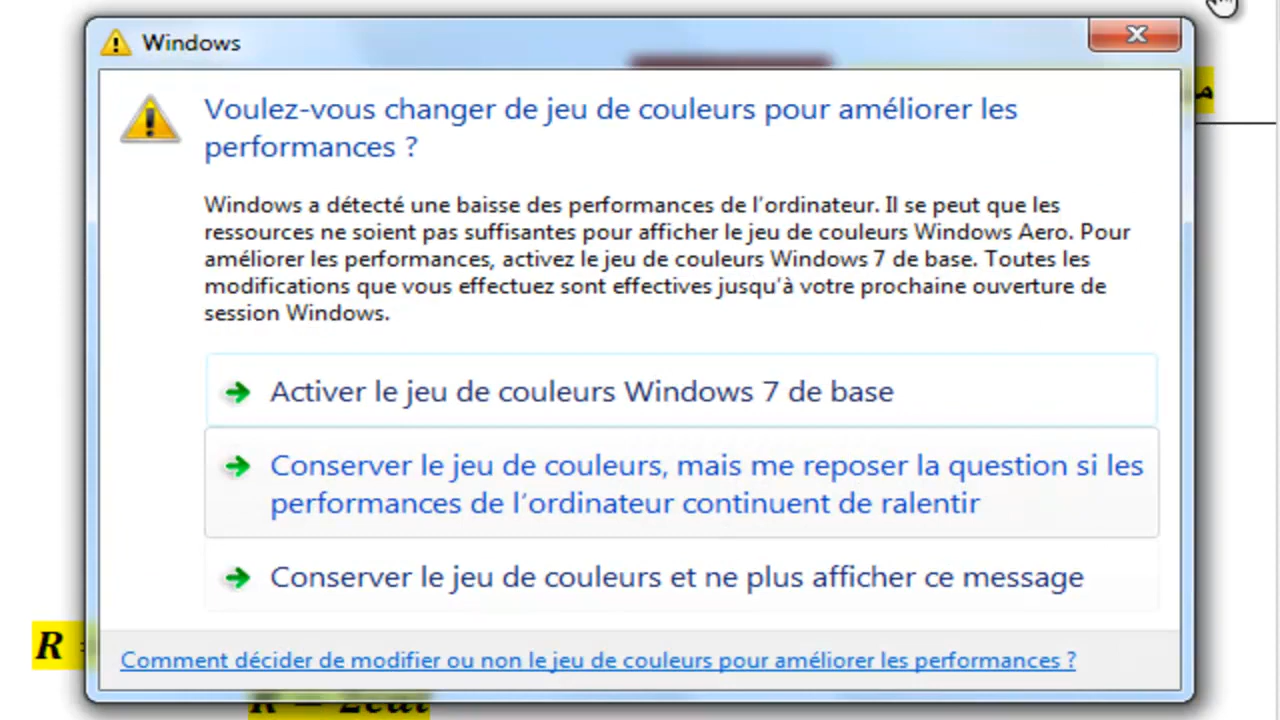 Windows
Voulez-vous changer de jeu de couleurs pour améliorer les
performances ?
Windows a détecté une baisse des performances de l'ordinateur. Il se peut que les
ressources ne soient pas suffisantes pour afficher le jeu de couleurs Windows Aero. Pour
améliorer les performances, activez le jeu de couleurs Windows 7 de base. Toutes les
modifications que vous effectuez sont effectives jusqu'à votre prochaine ouverture de
session Windows.
Activer le jeu de couleurs Windows 7 de base
Conserver le jeu de couleurs, mais me reposer la question si les
performances de l'ordinateur continuent de ralentir
Conserver le jeu de couleurs et ne plus afficher ce message
R
Comment décider de modifier ou non le jeu de couleurs pour améliorer les performances ?